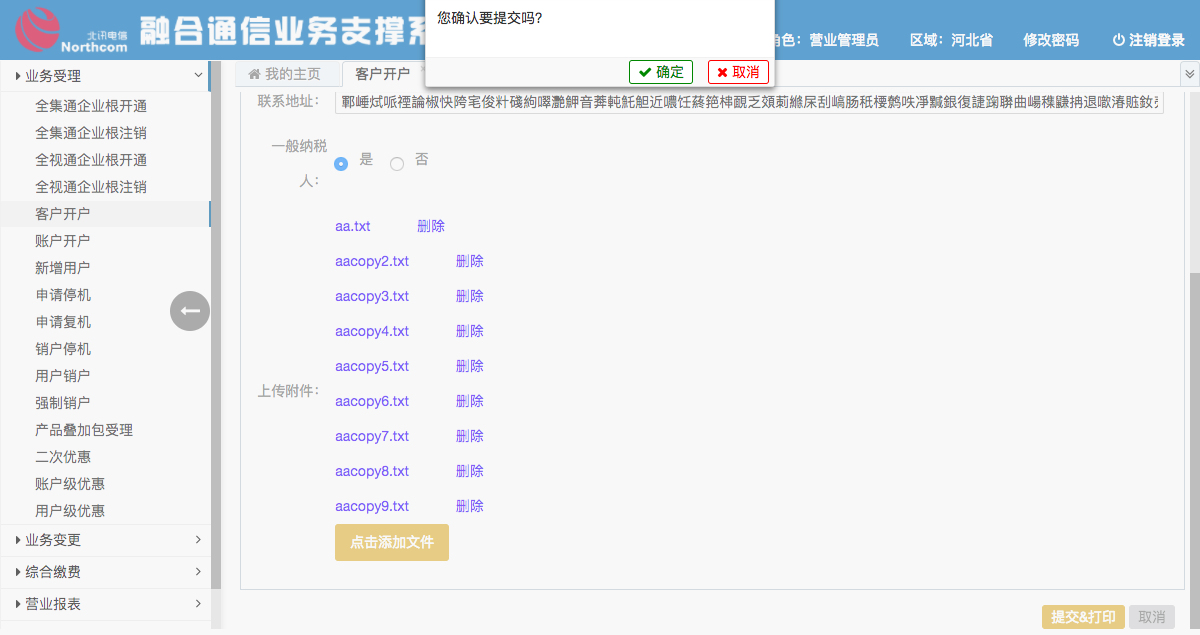 北讯电信
Northcom
融合通信业务支撑系
角色：营业管理员
区域：河北省
修改密码
注销登录
您确认要提交吗?
确定
取消
业务受理
全集通企业根开通
全集通企业根注销
全视通企业根开通
全视通企业根注销
客户开户
账户开户
新增用户
申请停机
申请复机
销户停机
用户销户
强制销户
产品叠加包受理
二次优惠
账户级优惠
用户级优惠
业务变更
综合缴费
营业报表
我的主页
客户开户
联系地址：
一般纳税
人：
是
否
上传附件：
aa.txt 删除
aacopy2.txt 删除
aacopy3.txt 删除
aacopy4.txt 删除
aacopy5.txt 删除
aacopy6.txt 删除
aacopy7.txt 删除
aacopy8.txt 删除
aacopy9.txt 删除
点击添加文件
提交&打印
取消